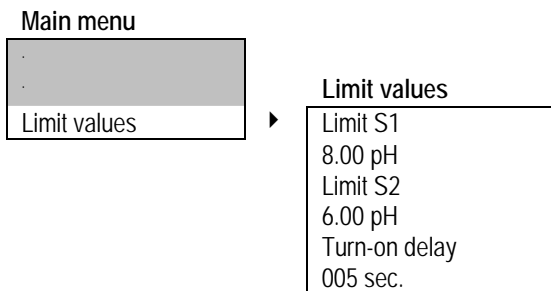 Main menu
.
.
Limit values
Limit values
Limit S1
8.00 pH
Limit S2
6.00 pH
Turn-on delay
005 sec.